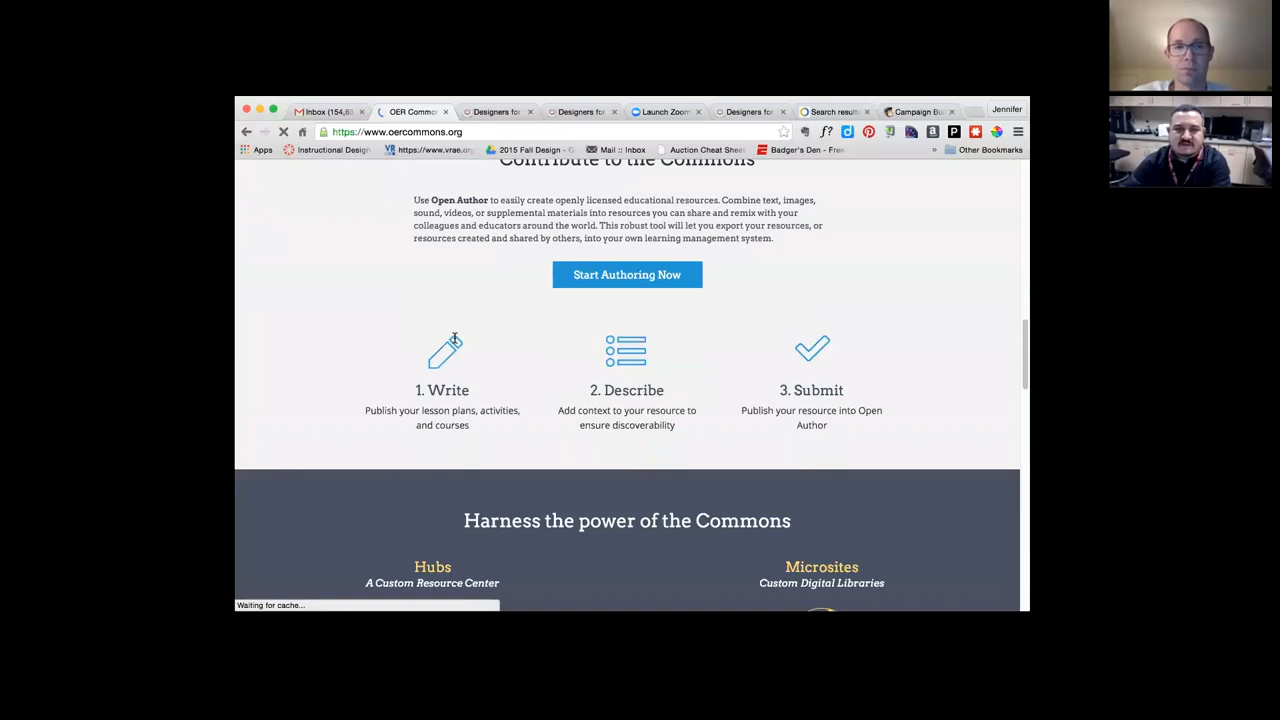 Inbox (154,63
OER Commo
Designers fo
Designers fo
Launch Zoom
Designers fo
Search result
Campaign Bu
Jennifer
https://www.oercommons.org
f?
Apps
Instructional Design
https://www.vrae.org
2015 Fall Design - G
Mail :: Inbox
Auction Cheat Sheet
Badger's Den - Free
» Other Bookmarks
Contribute to the Commons
Use Open Author to easily create openly licensed educational resources. Combine text, images,
sound, videos, or supplemental materials into resources you can share and remix with your
colleagues and educators around the world. This robust tool will let you export your resources, or
resources created and shared by others, into your own learning management system.
Start Authoring Now
1. Write
Publish your lesson plans, activities,
and courses
2. Describe
Add context to your resource to
ensure discoverability
3. Submit
Publish your resource into Open
Author
Harness the power of the Commons
Hubs
A Custom Resource Center
Microsites
Custom Digital Libraries
Waiting for cache...